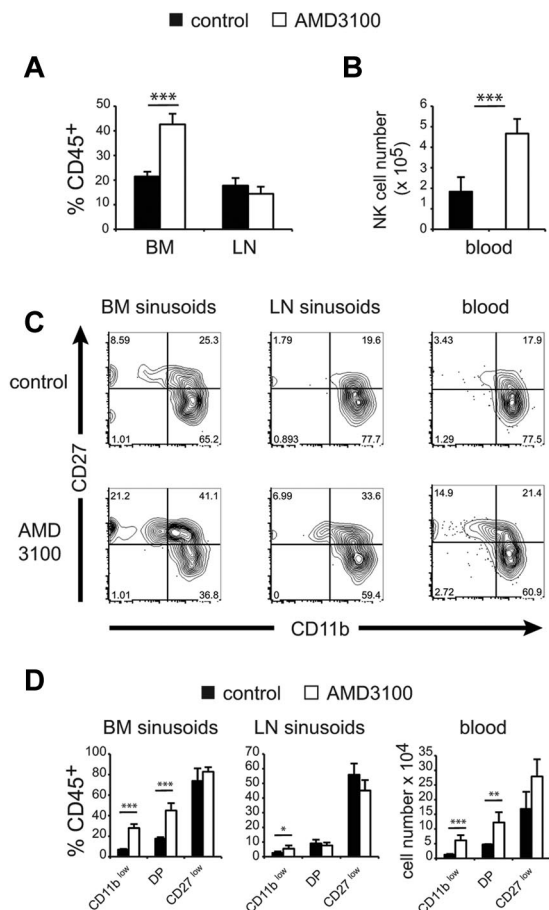 control AMD3100
A
B
***
50
40
30
20
10
0
% CD45+
BM LN
***
6
5
4
3
2
1
0
NK cell number
(x 10^5)
blood
C
BM sinusoids LN sinusoids blood
control
8.59 25.3
1.01 65.2
1.79 19.6
0.893 77.7
3.43 17.9
1.29 77.5
CD27
AMD
3100
21.2 41.1
1.01 36.8
6.99 33.6
0 59.4
14.9 21.4
2.72 60.9
CD11b
D
control AMD3100
BM sinusoids LN sinusoids blood
% CD45+
100
80
60
40
20
0
*** ***
CD11b low DP CD27 low
70
60
50
40
30
20
10
0
*
CD11b low DP CD27 low
cell number x 10^4
35
30
25
20
15
10
5
0
*** **
CD11b low DP CD27 low